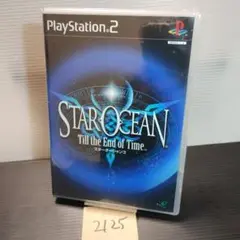 PlayStation.2
STAR OCEAN
Till the End of Time..
スターオーシャン3
2125